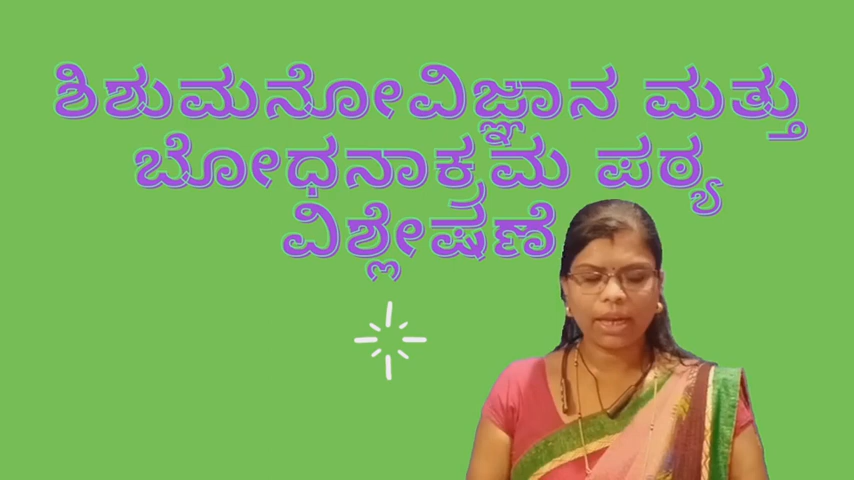 ಶಿಶುಮನೋವಿಜ್ಞಾನ ಮತ್ತು
ಬೋಧನಾಕ್ರಮ ಪಠ್ಯ
ವಿಶ್ಲೇಷಣೆ